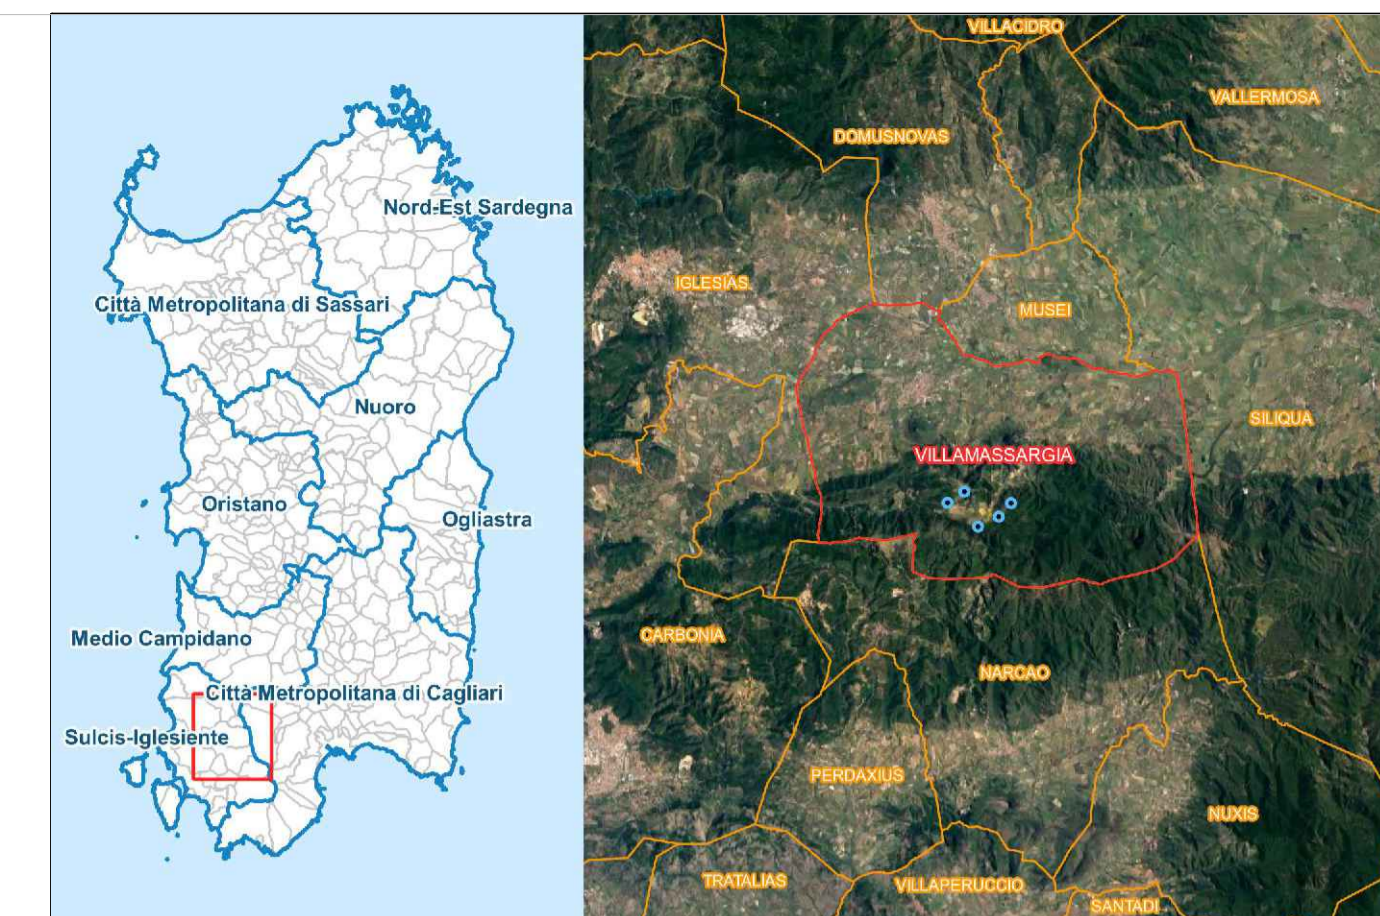 Nord-Est Sardegna
Città Metropolitana di Sassari
Nuoro
Oristano
Ogliastra
Medio Campidano
Città Metropolitana di Cagliari
Sulcis-Iglesiente
VILLACIDRO
VALLERMOSA
DOMUSNOVAS
IGLESIAS
MUSEI
SILIQUA
VILLAMASSARGIA
CARBONIA
NARCAO
PERDAXIUS
NUXIS
TRATALIAS
VILLAPERUCCIO
SANTADI